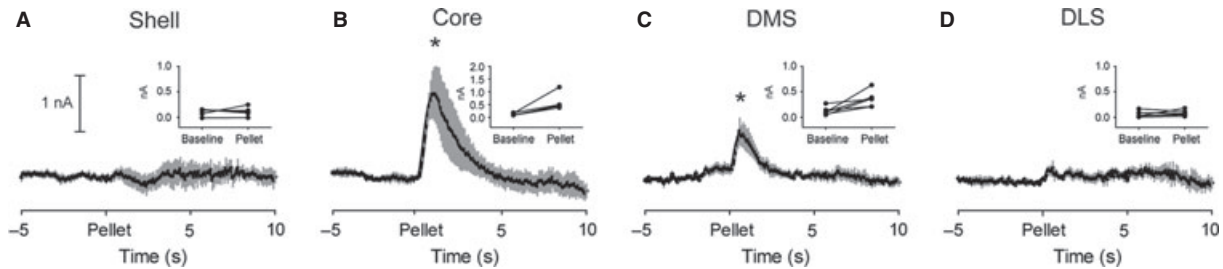 A Shell
1 nA
nA
1.0
0.5
0.0
Baseline Pellet
–5 Pellet 5 10
Time (s)
B Core
*
nA
2.0
1.5
1.0
0.5
0.0
Baseline Pellet
–5 Pellet 5 10
Time (s)
C DMS
*
nA
1.0
0.5
0.0
Baseline Pellet
–5 Pellet 5 10
Time (s)
D DLS
nA
1.0
0.5
0.0
Baseline Pellet
–5 Pellet 5 10
Time (s)